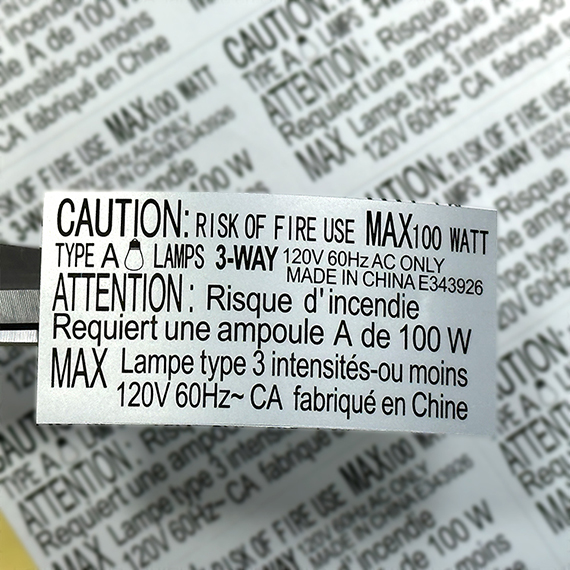 CAUTION: RISK OF FIRE USE MAX100 WATT
TYPE A LAMPS 3-WAY 120V 60Hz AC ONLY
MADE IN CHINA E343926
ATTENTION: Risque d'incendie
Requiert une ampoule A de 100 W
MAX Lampe type 3 intensités-ou moins
120V 60Hz~ CA fabriqué en Chine